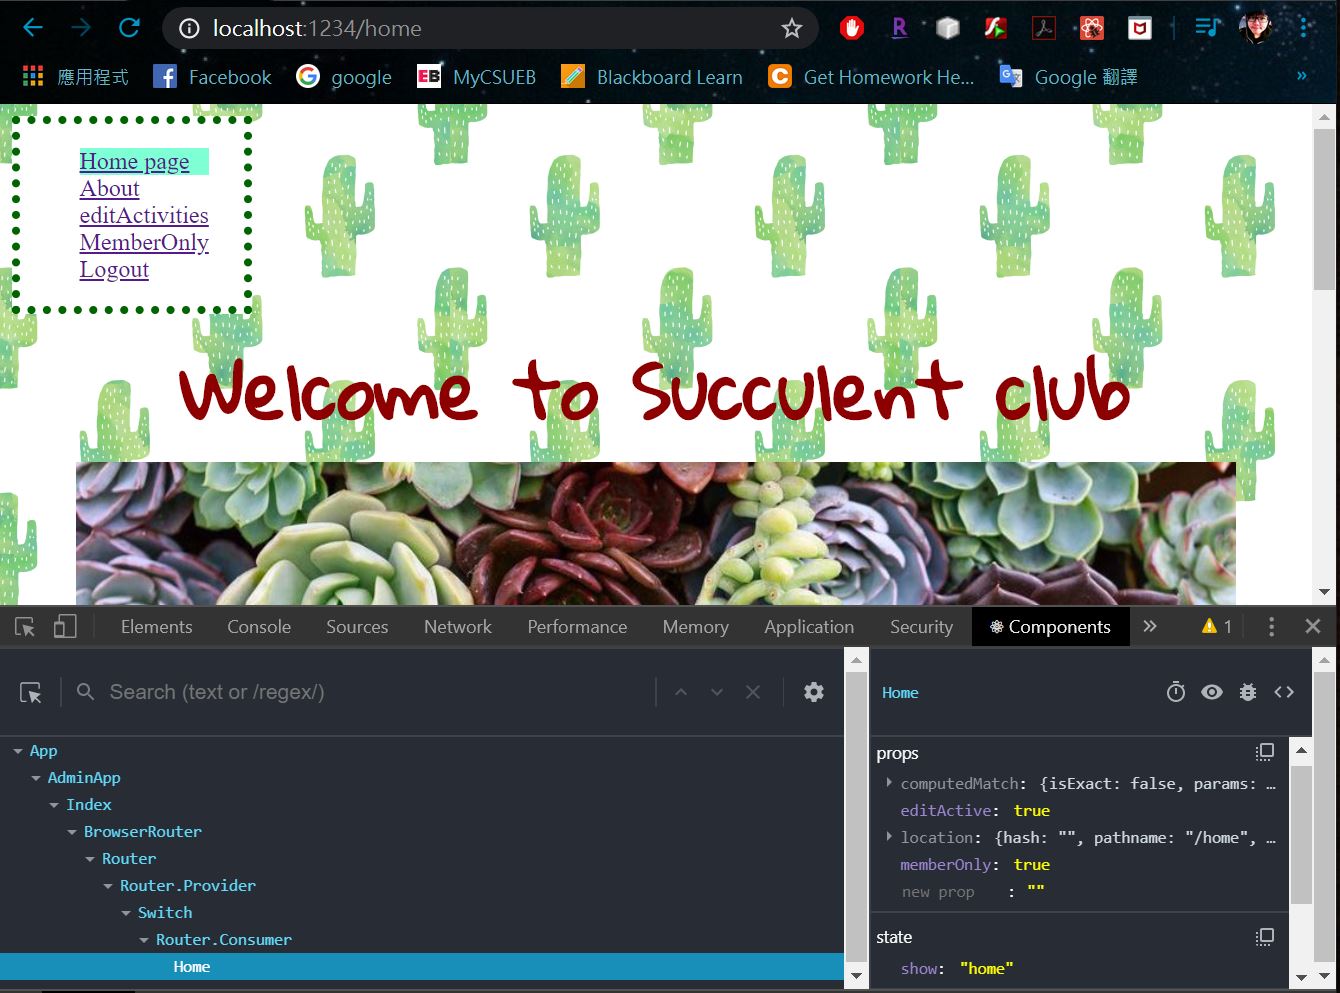 localhost:1234/home
應用程式 Facebook google MyCSUEB Blackboard Learn Get Homework He... Google 翻譯 »
Home page
About
editActivities
MemberOnly
Logout
Welcome to Succulent club
Elements Console Sources Network Performance Memory Application Security Components » 1
Search (text or /regex/)
App
AdminApp
Index
BrowserRouter
Router
Router.Provider
Switch
Router.Consumer
Home
Home
props
computedMatch: {isExact: false, params: …
editActive: true
location: {hash: "", pathname: "/home", …
memberOnly: true
new prop : ""
state
show: "home"